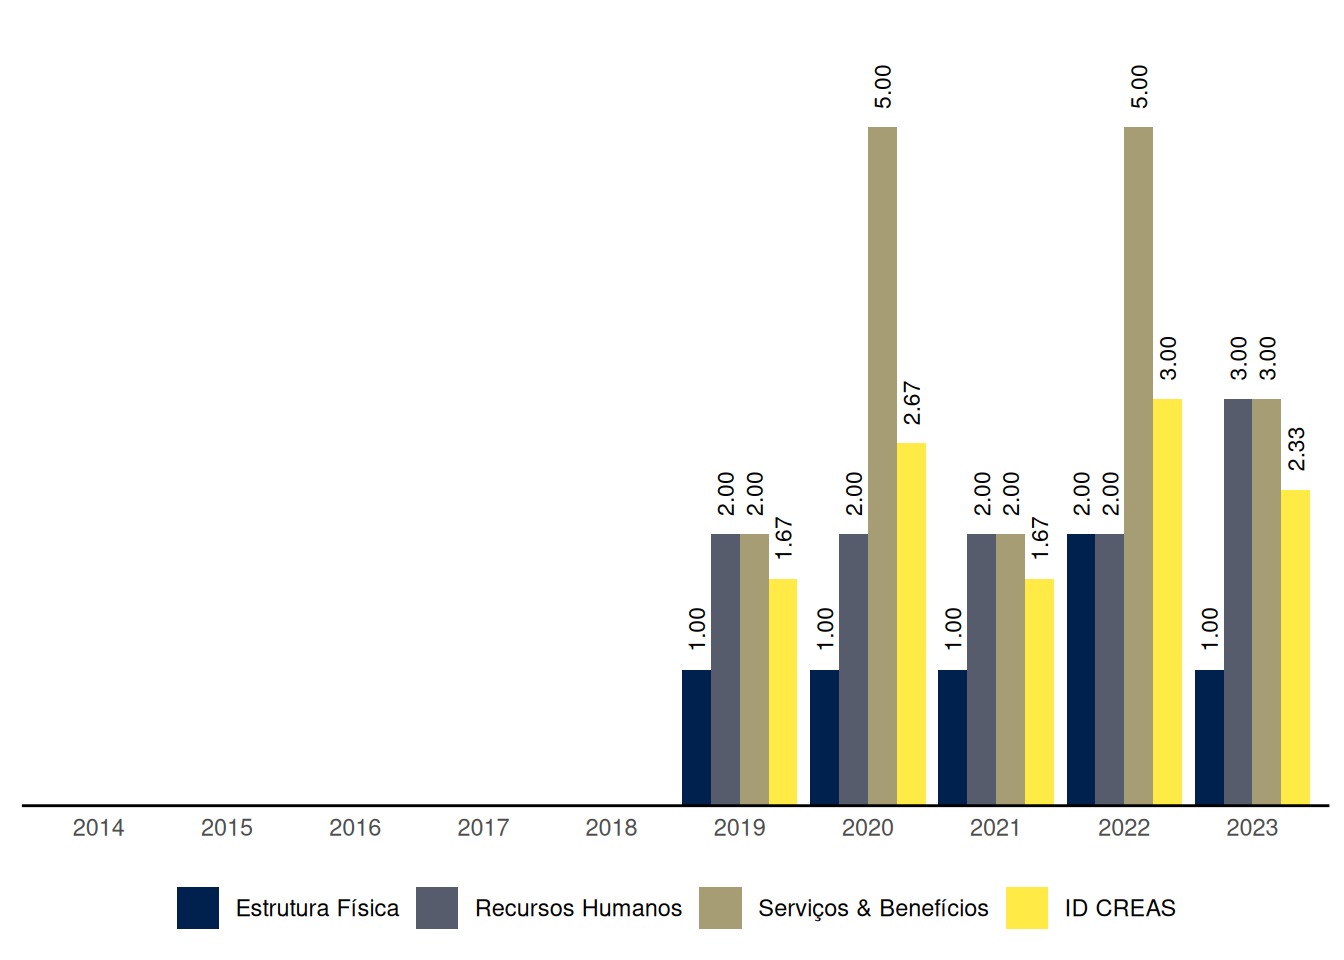 5.00 5.00
3.00 3.00 3.00
2.67
2.33
2.00 2.00 2.00 2.00 2.00 2.00 2.00
1.67 1.67
1.00 1.00 1.00 1.00
2014 2015 2016 2017 2018 2019 2020 2021 2022 2023
Estrutura Física Recursos Humanos Serviços & Benefícios ID CREAS